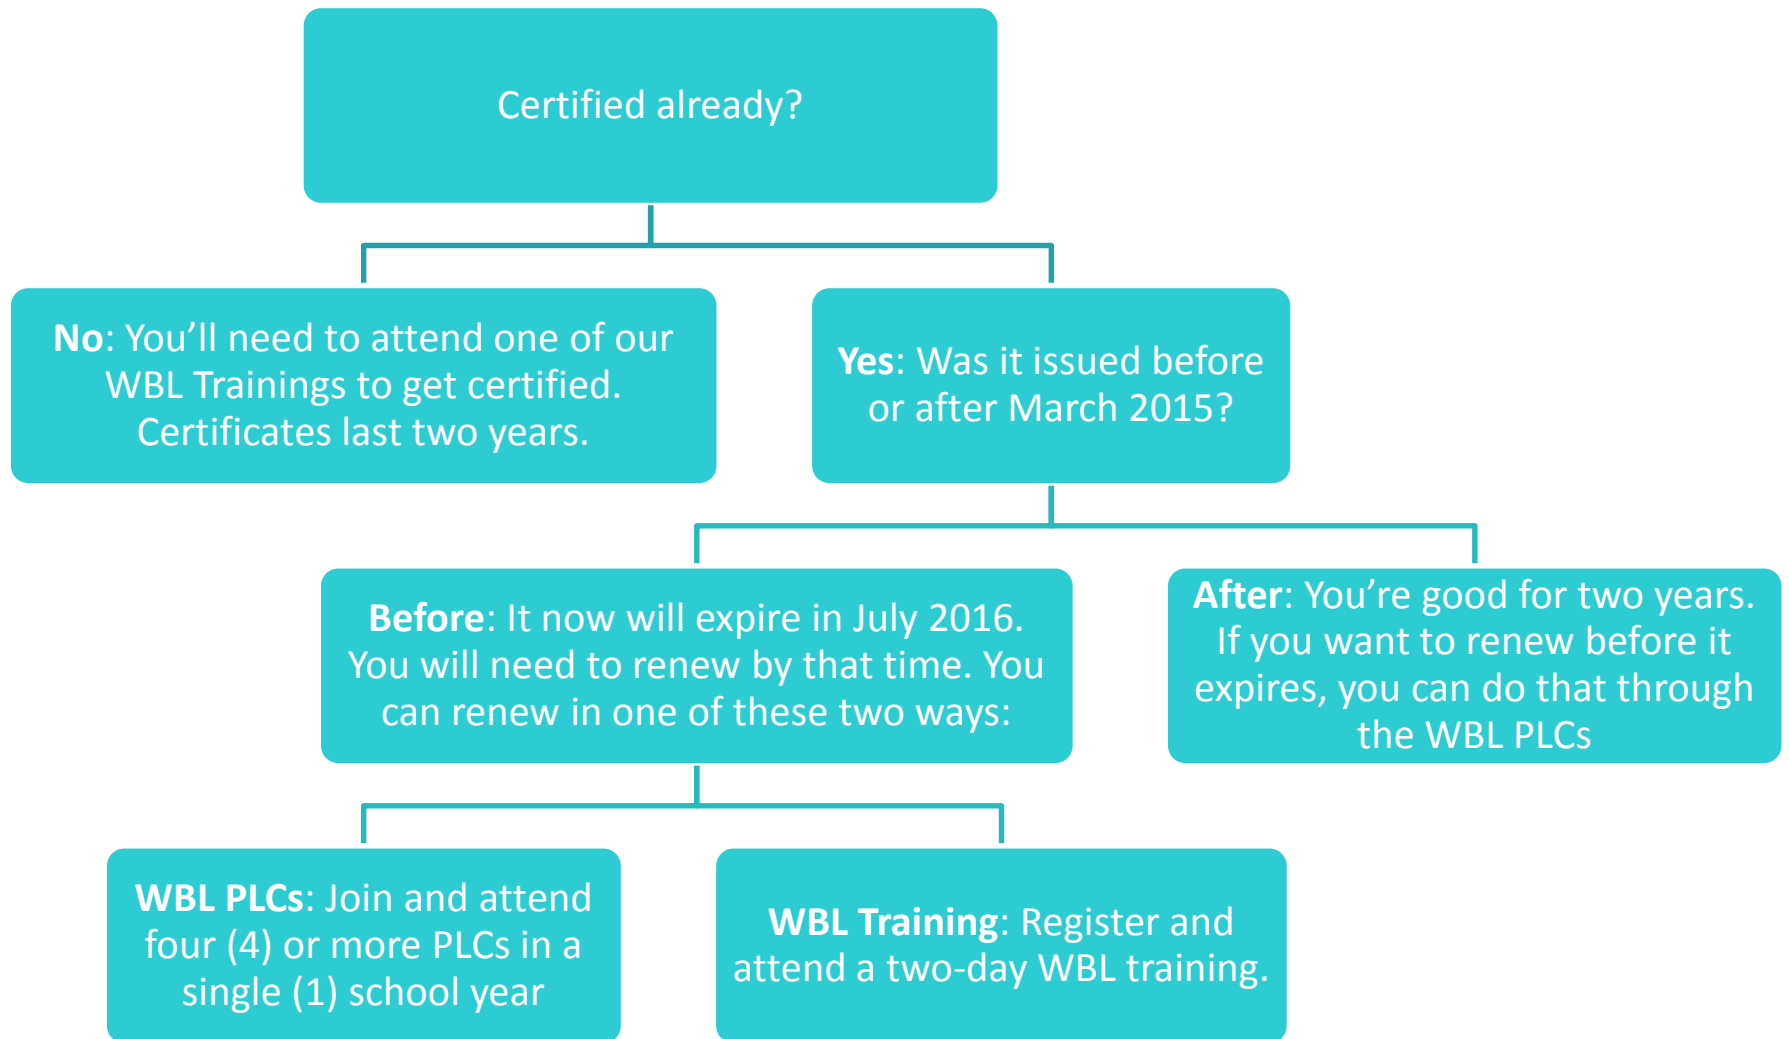 Certified already?
No: You’ll need to attend one of our
WBL Trainings to get certified.
Certificates last two years.
Yes: Was it issued before
or after March 2015?
Before: It now will expire in July 2016.
You will need to renew by that time. You
can renew in one of these two ways:
After: You’re good for two years.
If you want to renew before it
expires, you can do that through
the WBL PLCs
WBL PLCs: Join and attend
four (4) or more PLCs in a
single (1) school year
WBL Training: Register and
attend a two-day WBL training.